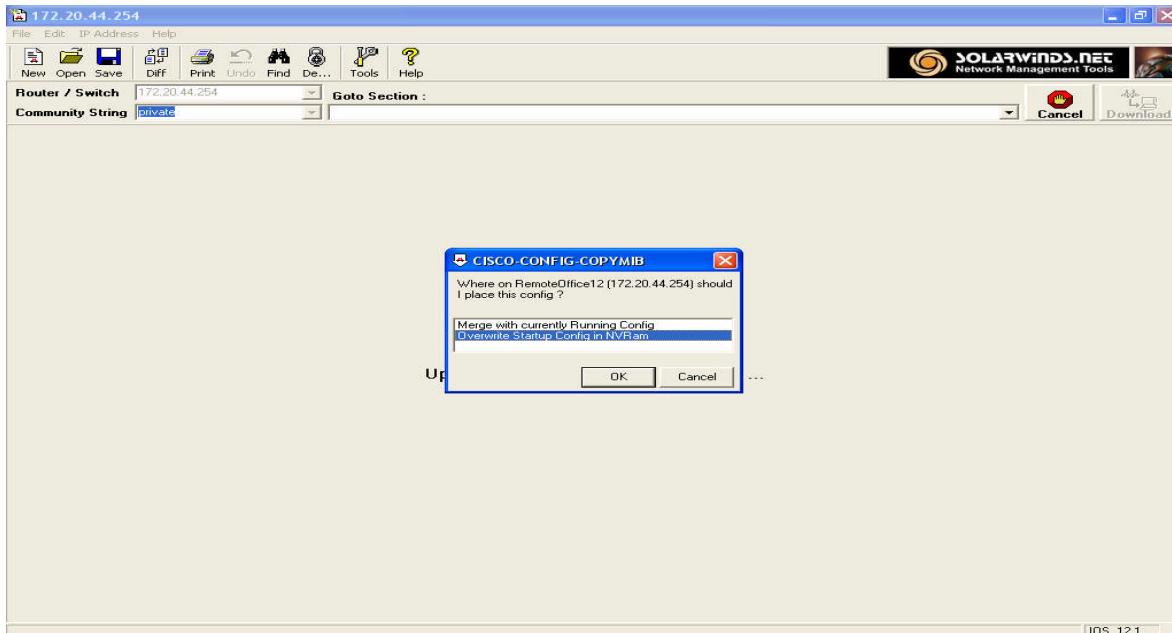 172.20.44.254
File Edit IP Address Help
New Open Save Diff Print Undo Find De... Tools Help
SOLARWINDS.NET
Network Management Tools
Router / Switch 172.20.44.254 Goto Section :
Community String private
Cancel Download
CISCO-CONFIG-COPYMIB
Where on RemoteOffice12 (172.20.44.254) should
I place this config ?
Merge with currently Running Config
Overwrite Startup Config in NVRam
Up ...
OK Cancel
IOS 12.1